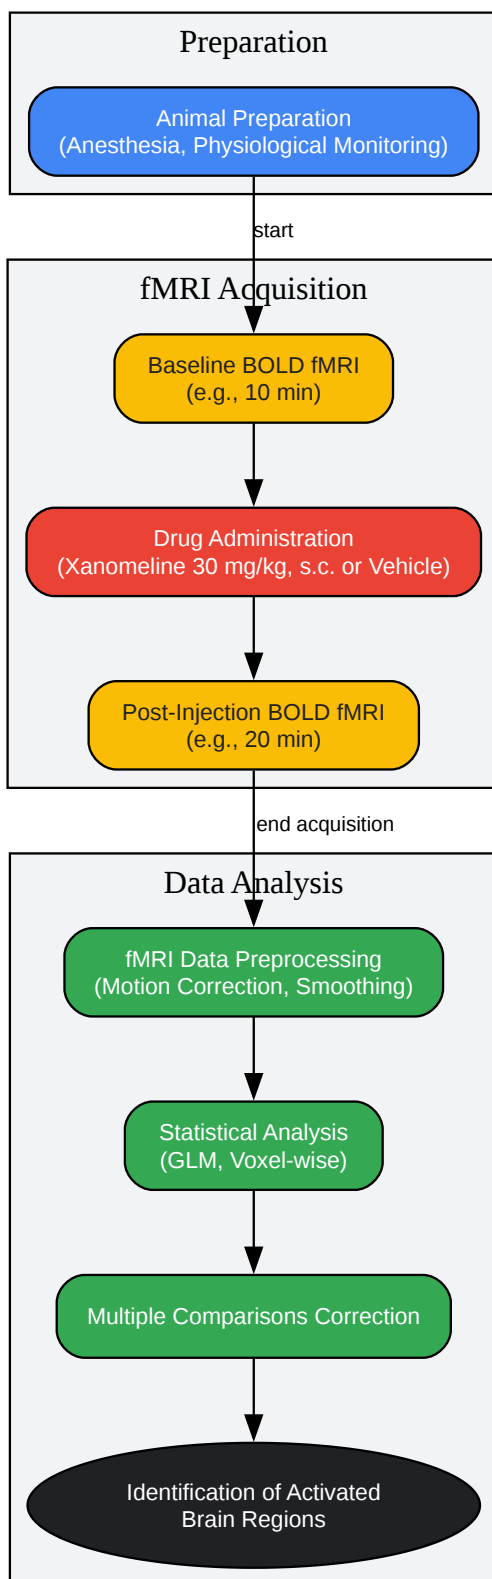 Preparation
Animal Preparation
(Anesthesia, Physiological Monitoring)
start
fMRI Acquisition
Baseline BOLD fMRI
(e.g., 10 min)
Drug Administration
(Xanomeline 30 mg/kg, s.c. or Vehicle)
Post-Injection BOLD fMRI
(e.g., 20 min)
end acquisition
Data Analysis
fMRI Data Preprocessing
(Motion Correction, Smoothing)
Statistical Analysis
(GLM, Voxel-wise)
Multiple Comparisons Correction
Identification of Activated
Brain Regions